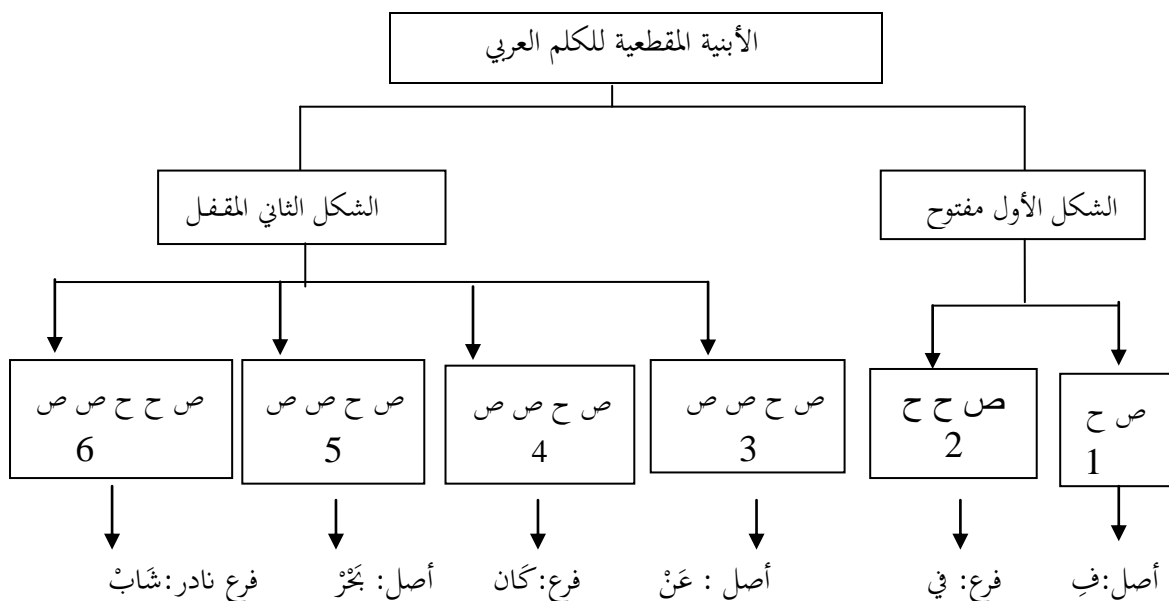 الأبنية المقطعية للكلم العربي
الشكل الأول مفتوح
الشكل الثاني المقفل
ص ح
1
ص ح ح
2
ص ح ص ص
3
ص ح ص ص
4
ص ح ص ص
5
ص ح ح ص ص
6
أصل:فِ
فرع: في
أصل : عَنْ
فرع:كَان
أصل: بَحْرْ
فرع نادر:شَابْ